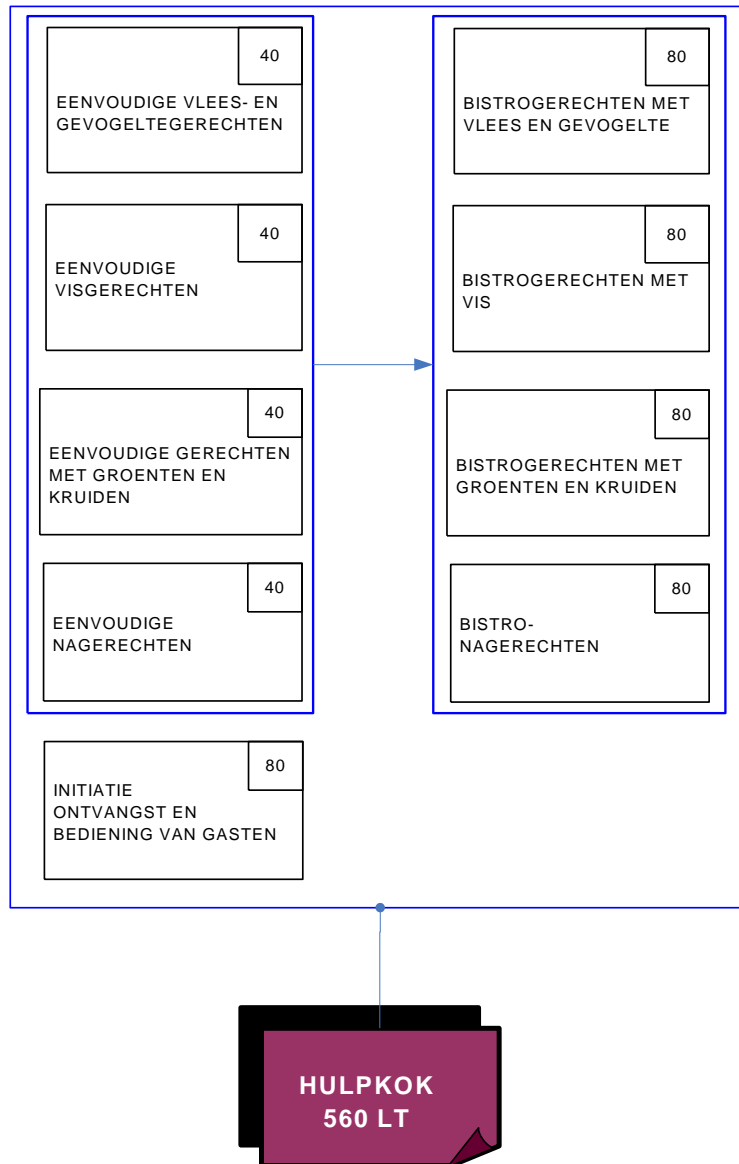 40
EENVOUDIGE VLEES- EN
GEVOGELTEGERECHTEN
40
EENVOUDIGE
VISGERECHTEN
40
EENVOUDIGE GERECHTEN
MET GROENTEN EN
KRUIDEN
40
EENVOUDIGE
NAGERECHTEN
80
BISTROGERECHTEN MET
VLEES EN GEVOGELTE
80
BISTROGERECHTEN MET
VIS
80
BISTROGERECHTEN MET
GROENTEN EN KRUIDEN
80
BISTRO-
NAGERECHTEN
80
INITIATIE
ONTVANGST EN
BEDIENING VAN GASTEN
HULPKOK
560 LT